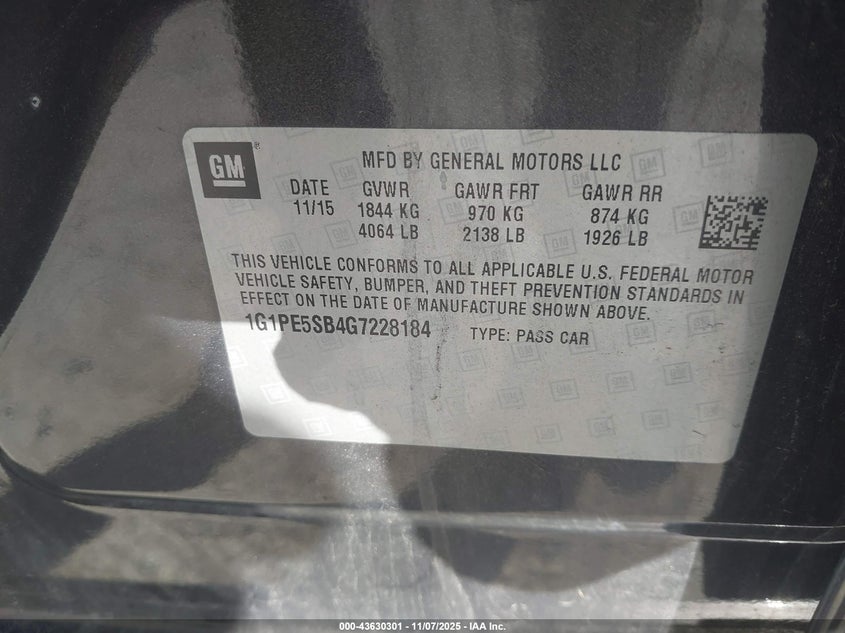 GM
MFD BY GENERAL MOTORS LLC
DATE GVWR GAWR FRT GAWR RR
11/15 1844 KG 970 KG 874 KG
4064 LB 2138 LB 1926 LB
THIS VEHICLE CONFORMS TO ALL APPLICABLE U.S. FEDERAL MOTOR
VEHICLE SAFETY, BUMPER, AND THEFT PREVENTION STANDARDS IN
EFFECT ON THE DATE OF MANUFACTURE SHOWN ABOVE.
1G1PE5SB4G7228184 TYPE: PASS CAR
000-43630301 - 11/07/2025 - IAA Inc.